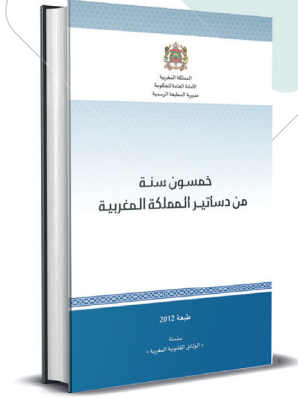 المملكة المغربية
الأمانة العامة للحكومة
مديرية المطبعة الرسمية
خمسون سنة
من دساتير المملكة المغربية
طبعة 2012
سلسلة
« الوثائق القانونية المغربية »